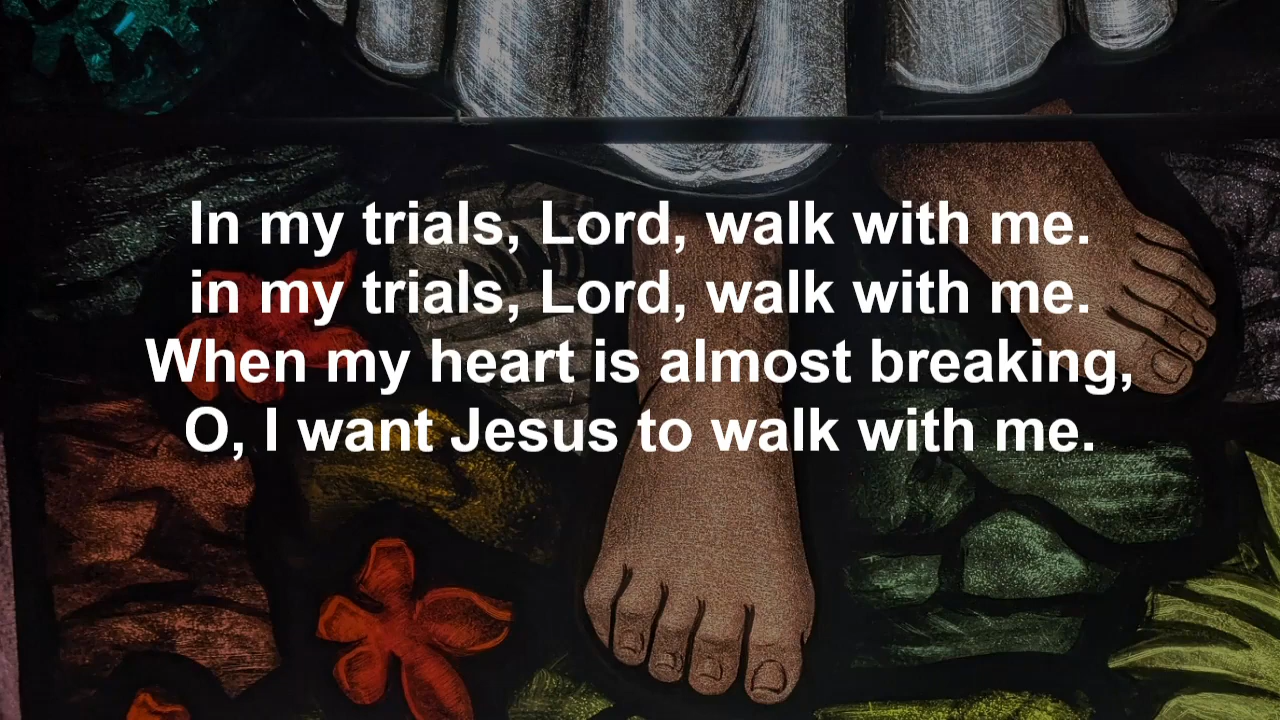 In my trials, Lord, walk with me.
in my trials, Lord, walk with me.
When my heart is almost breaking,
O, I want Jesus to walk with me.